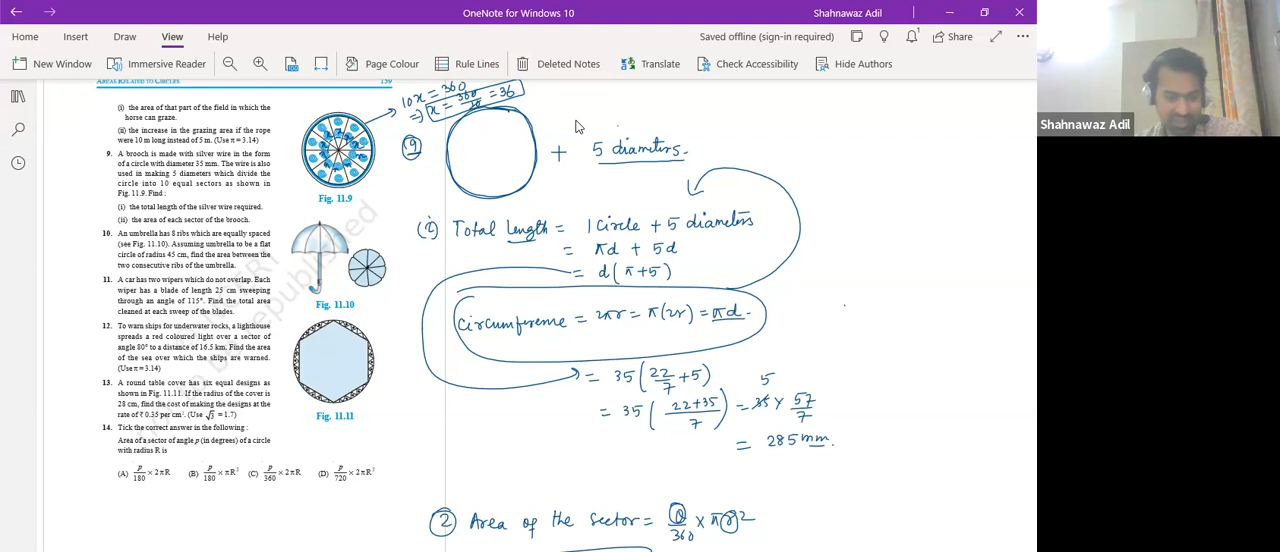 OneNote for Windows 10
Shahnawaz Adil
Home Insert Draw View Help
Saved offline (sign-in required) Share
New Window Immersive Reader Page Colour Rule Lines Deleted Notes Translate Check Accessibility Hide Authors
AREAS RELATED TO CIRCLES 159
(i) the area of that part of the field in which the
horse can graze.
(ii) the increase in the grazing area if the rope
were 10 m long instead of 5 m. (Use π = 3.14)
9. A brooch is made with silver wire in the form
of a circle with diameter 35 mm. The wire is also
used in making 5 diameters which divide the
circle into 10 equal sectors as shown in
Fig. 11.9. Find :
(i) the total length of the silver wire required.
(ii) the area of each sector of the brooch.
Fig. 11.9
10. An umbrella has 8 ribs which are equally spaced
(see Fig. 11.10). Assuming umbrella to be a flat
circle of radius 45 cm, find the area between the
two consecutive ribs of the umbrella.
11. A car has two wipers which do not overlap. Each
wiper has a blade of length 25 cm sweeping
through an angle of 115°. Find the total area
cleaned at each sweep of the blades.
Fig. 11.10
12. To warn ships for underwater rocks, a lighthouse
spreads a red coloured light over a sector of
angle 80° to a distance of 16.5 km. Find the area
of the sea over which the ships are warned.
(Use π = 3.14)
13. A round table cover has six equal designs as
shown in Fig. 11.11. If the radius of the cover is
28 cm, find the cost of making the designs at the
rate of ₹ 0.35 per cm². (Use √3 = 1.7)
Fig. 11.11
14. Tick the correct answer in the following :
Area of a sector of angle p (in degrees) of a circle
with radius R is
(A) p/180 × 2πR (B) p/180 × πR² (C) p/360 × 2πR (D) p/720 × 2πR²
10x = 360
⇒ x = 360/10 = 36
9 + 5 diameters.
(i) Total length = 1 circle + 5 diameters
= πd + 5d
= d(π+5)
Circumference = 2πr = π(2r) = πd.
= 35(22/7 + 5)
= 35(22+35/7) = 35 × 57/7
5
= 285 mm.
2 Area of the sector = θ/360 × πr2
Shahnawaz Adil